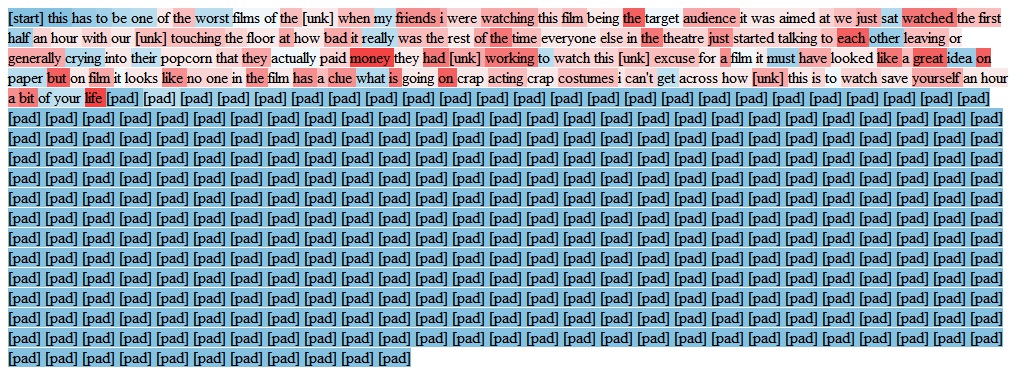 [start] this has to be one of the worst films of the [unk] when my friends i were watching this film being the target audience it was aimed at we just sat watched the first
half an hour with our [unk] touching the floor at how bad it really was the rest of the time everyone else in the theatre just started talking to each other leaving or
generally crying into their popcorn that they actually paid money they had [unk] working to watch this [unk] excuse for a film it must have looked like a great idea on
paper but on film it looks like no one in the film has a clue what is going on crap acting crap costumes i can't get across how [unk] this is to watch save yourself an hour
a bit of your life [pad] [pad] [pad] [pad] [pad] [pad] [pad] [pad] [pad] [pad] [pad] [pad] [pad] [pad] [pad] [pad] [pad] [pad] [pad] [pad] [pad] [pad] [pad] [pad]
[pad] [pad] [pad] [pad] [pad] [pad] [pad] [pad] [pad] [pad] [pad] [pad] [pad] [pad] [pad] [pad] [pad] [pad] [pad] [pad] [pad] [pad] [pad] [pad] [pad] [pad] [pad]
[pad] [pad] [pad] [pad] [pad] [pad] [pad] [pad] [pad] [pad] [pad] [pad] [pad] [pad] [pad] [pad] [pad] [pad] [pad] [pad] [pad] [pad] [pad] [pad] [pad] [pad] [pad]
[pad] [pad] [pad] [pad] [pad] [pad] [pad] [pad] [pad] [pad] [pad] [pad] [pad] [pad] [pad] [pad] [pad] [pad] [pad] [pad] [pad] [pad] [pad] [pad] [pad] [pad] [pad]
[pad] [pad] [pad] [pad] [pad] [pad] [pad] [pad] [pad] [pad] [pad] [pad] [pad] [pad] [pad] [pad] [pad] [pad] [pad] [pad] [pad] [pad] [pad] [pad] [pad] [pad] [pad]
[pad] [pad] [pad] [pad] [pad] [pad] [pad] [pad] [pad] [pad] [pad] [pad] [pad] [pad] [pad] [pad] [pad] [pad] [pad] [pad] [pad] [pad] [pad] [pad] [pad] [pad] [pad]
[pad] [pad] [pad] [pad] [pad] [pad] [pad] [pad] [pad] [pad] [pad] [pad] [pad] [pad] [pad] [pad] [pad] [pad] [pad] [pad] [pad] [pad] [pad] [pad] [pad] [pad] [pad]
[pad] [pad] [pad] [pad] [pad] [pad] [pad] [pad] [pad] [pad] [pad] [pad] [pad] [pad] [pad] [pad] [pad] [pad] [pad] [pad] [pad] [pad] [pad] [pad] [pad] [pad] [pad]
[pad] [pad] [pad] [pad] [pad] [pad] [pad] [pad] [pad] [pad] [pad] [pad] [pad] [pad] [pad] [pad] [pad] [pad] [pad] [pad] [pad] [pad] [pad] [pad] [pad] [pad] [pad]
[pad] [pad] [pad] [pad] [pad] [pad] [pad] [pad] [pad] [pad] [pad] [pad] [pad] [pad] [pad] [pad] [pad] [pad] [pad] [pad] [pad] [pad] [pad] [pad] [pad] [pad] [pad]
[pad] [pad] [pad] [pad] [pad] [pad] [pad] [pad] [pad] [pad] [pad] [pad] [pad] [pad] [pad] [pad] [pad] [pad] [pad] [pad] [pad] [pad] [pad] [pad] [pad] [pad] [pad]
[pad] [pad] [pad] [pad] [pad] [pad] [pad] [pad] [pad] [pad] [pad] [pad] [pad] [pad] [pad] [pad] [pad] [pad] [pad] [pad] [pad] [pad] [pad] [pad] [pad] [pad] [pad]
[pad] [pad] [pad] [pad] [pad] [pad] [pad] [pad] [pad] [pad] [pad] [pad] [pad] [pad] [pad] [pad] [pad] [pad] [pad] [pad] [pad] [pad] [pad] [pad] [pad] [pad] [pad]
[pad] [pad] [pad] [pad] [pad] [pad] [pad] [pad] [pad] [pad] [pad]